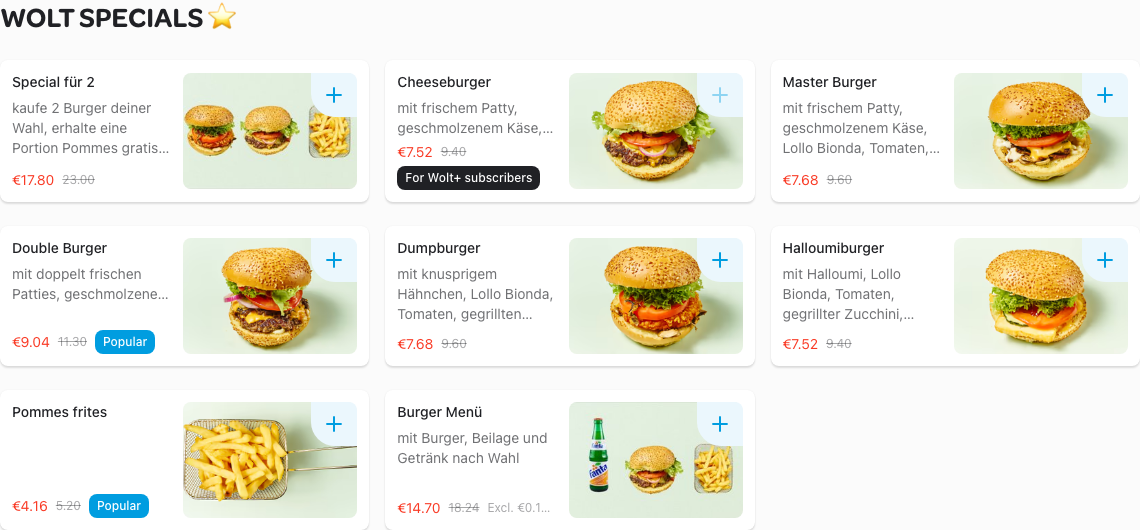 WOLT SPECIALS ⭐
Special für 2
kaufe 2 Burger deiner
Wahl, erhalte eine
Portion Pommes gratis...
€17.80 23.00
Cheeseburger
mit frischem Patty,
geschmolzenem Käse,...
€7.52 9.40
For Wolt+ subscribers
Master Burger
mit frischem Patty,
geschmolzenem Käse,
Lollo Bionda, Tomaten,...
€7.68 9.60
Double Burger
mit doppelt frischen
Patties, geschmolzene...
€9.04 11.30 Popular
Dumpburger
mit knusprigem
Hähnchen, Lollo Bionda,
Tomaten, gegrillten...
€7.68 9.60
Halloumiburger
mit Halloumi, Lollo
Bionda, Tomaten,
gegrillter Zucchini,...
€7.52 9.40
Pommes frites
€4.16 5.20 Popular
Burger Menü
mit Burger, Beilage und
Getränk nach Wahl
€14.70 18.24 Excl. €0.1...
Fanta